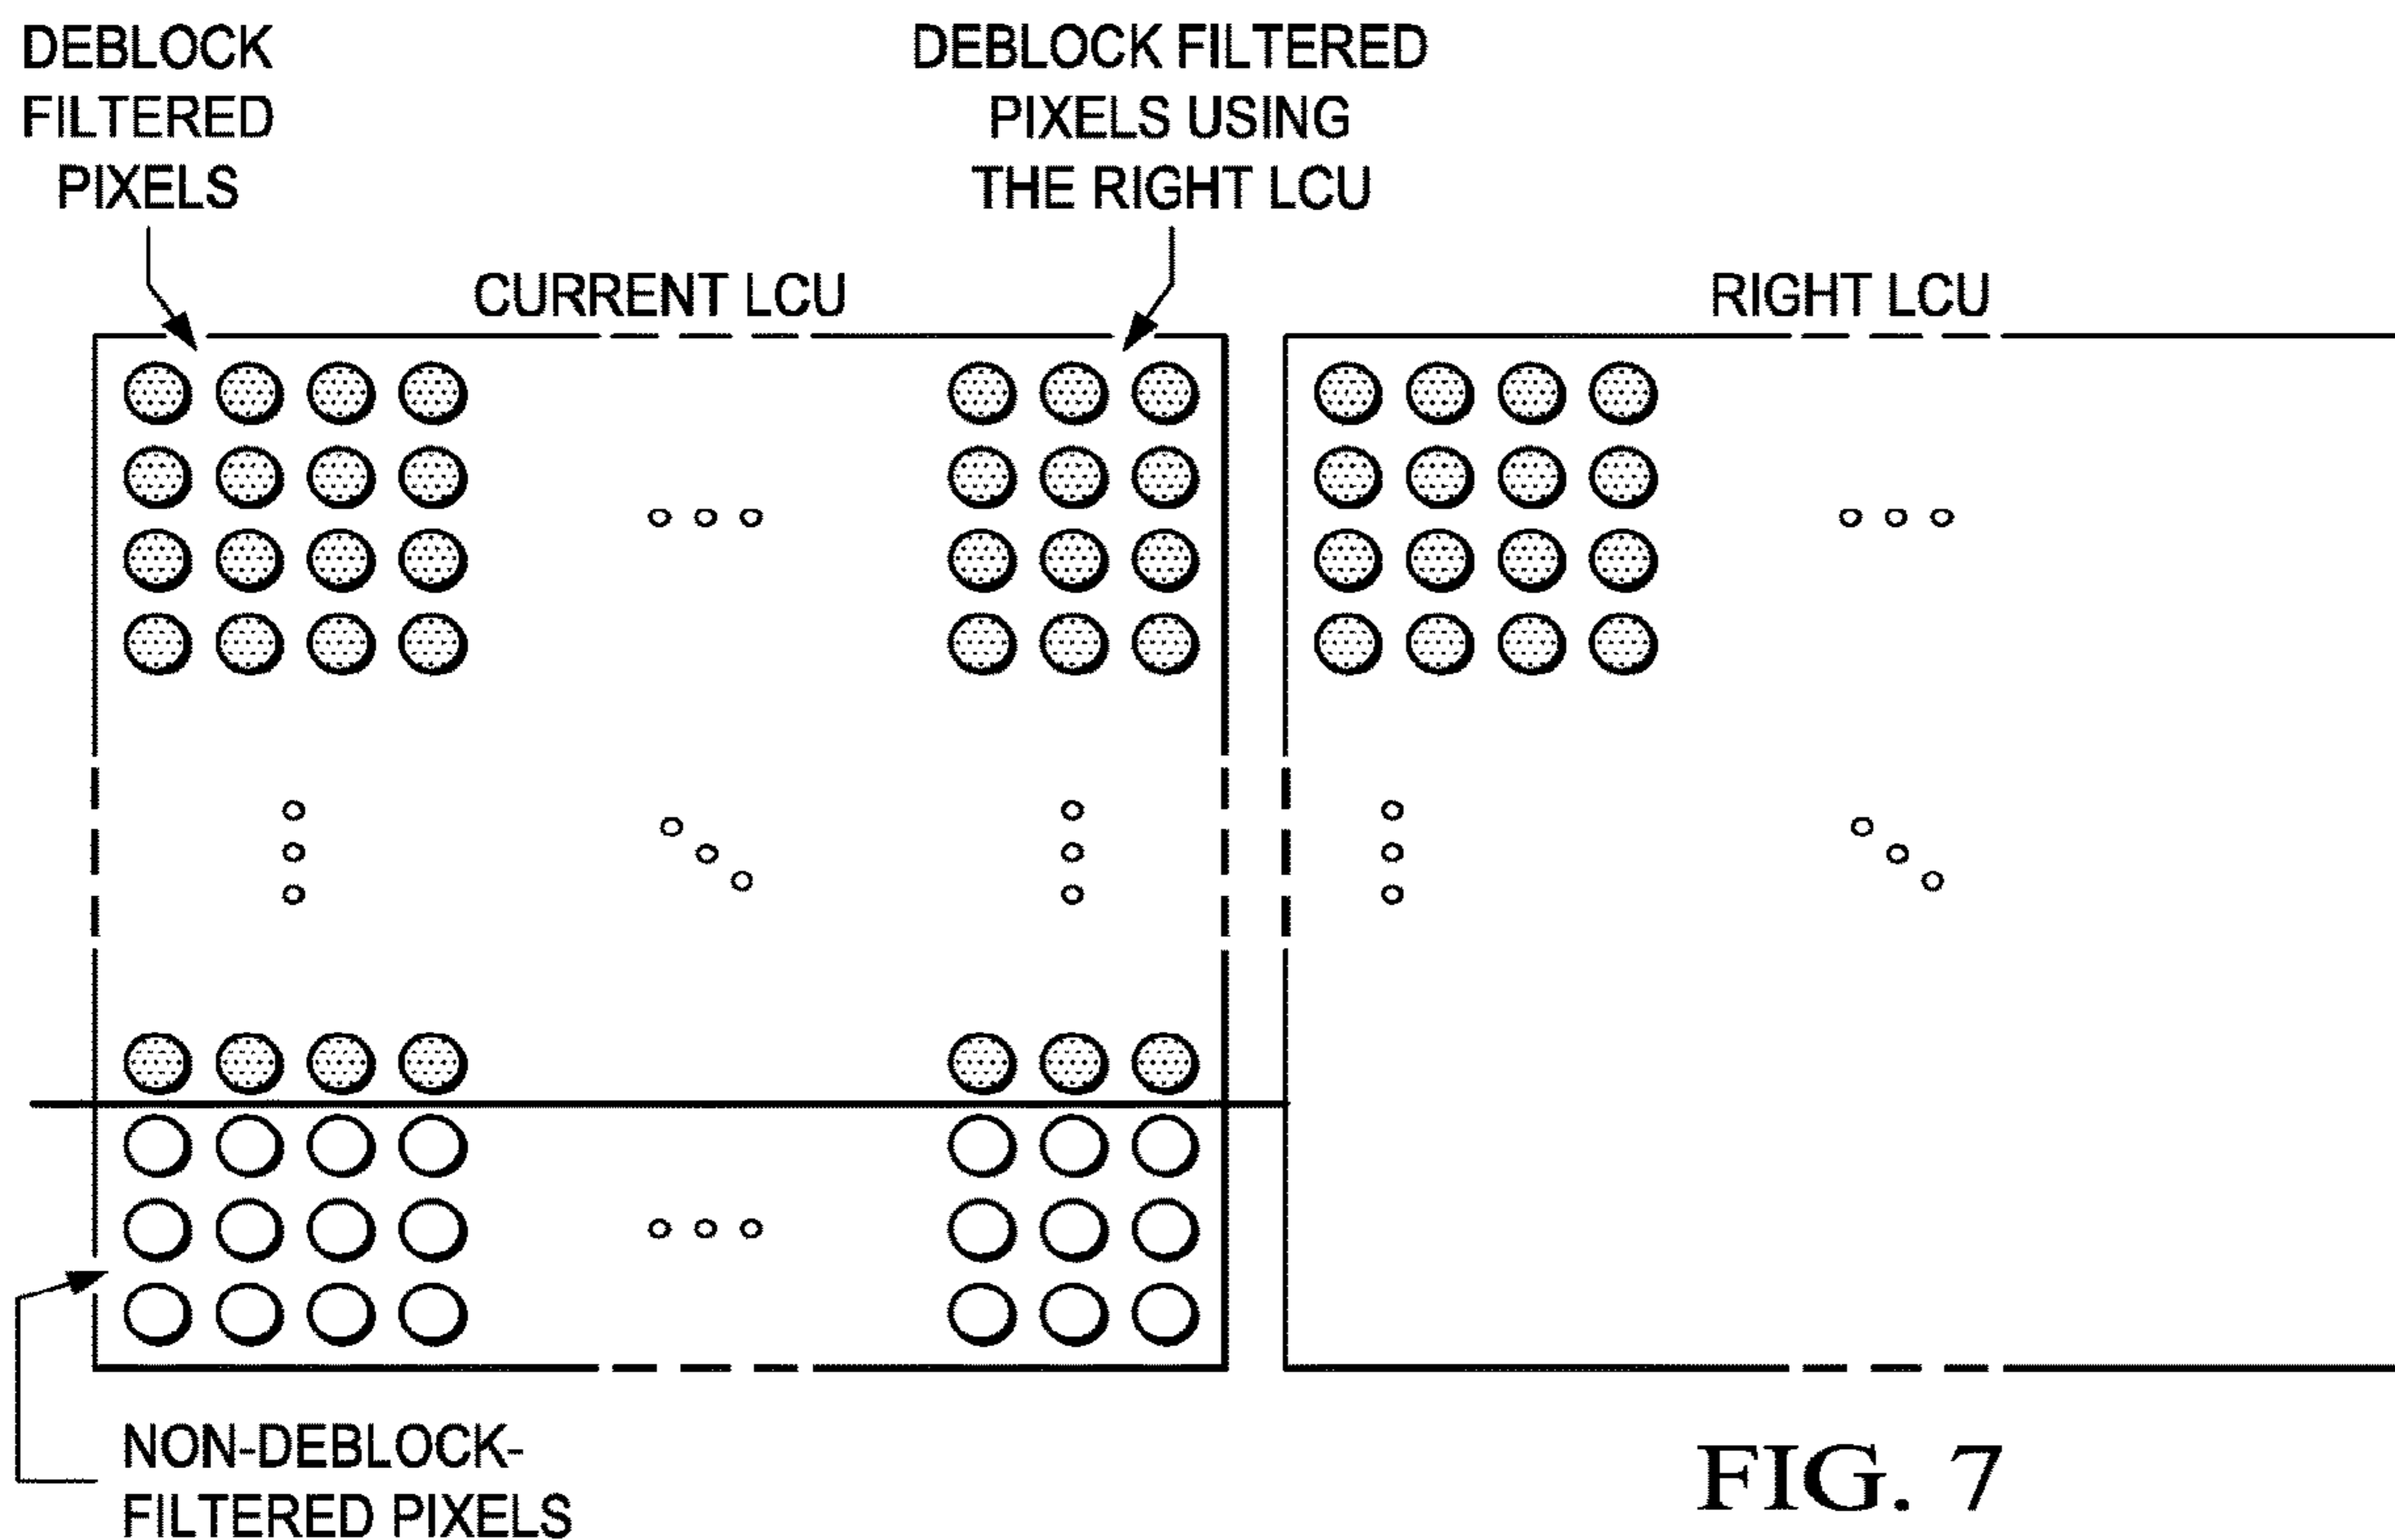 DEBLOCK
FILTERED
PIXELS
DEBLOCK FILTERED
PIXELS USING
THE RIGHT LCU
CURRENT LCU
RIGHT LCU
NON-DEBLOCK-
FILTERED PIXELS
FIG. 7